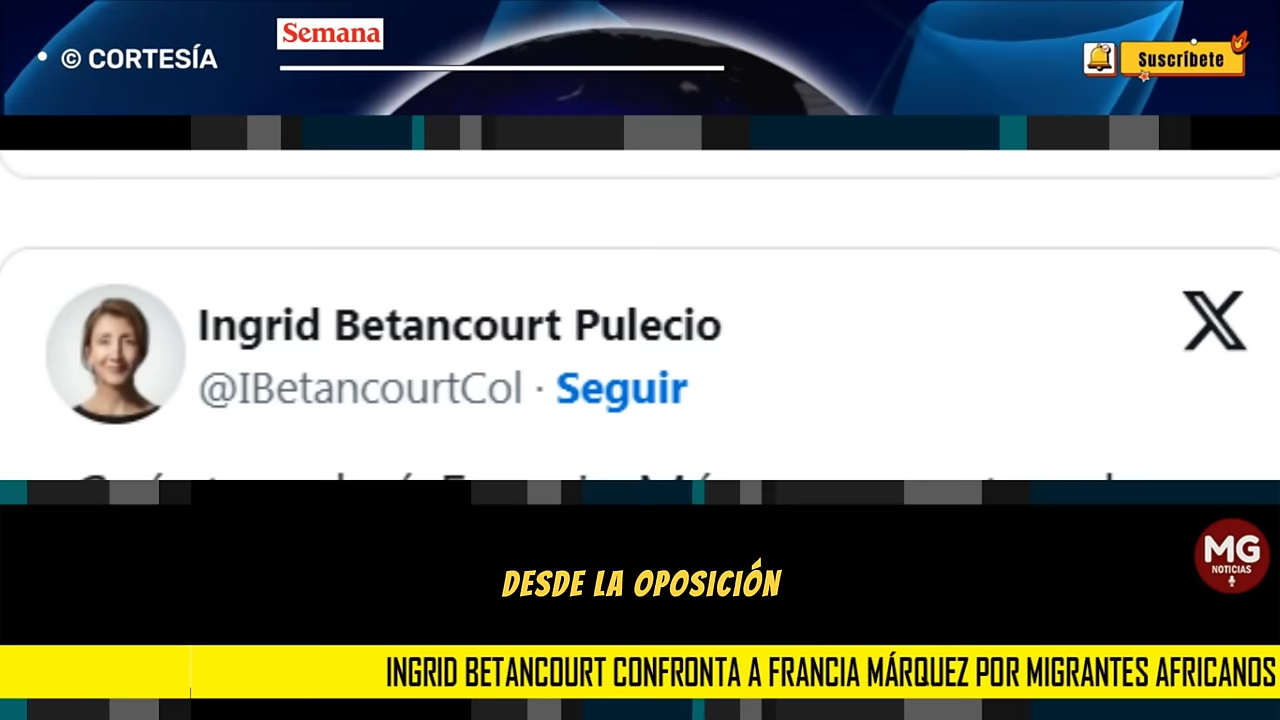 Semana
• © CORTESÍA
Suscríbete
Ingrid Betancourt Pulecio
X
@IBetancourtCol · Seguir
DESDE LA OPOSICIÓN
MG
NOTICIAS
INGRID BETANCOURT CONFRONTA A FRANCIA MÁRQUEZ POR MIGRANTES AFRICANOS